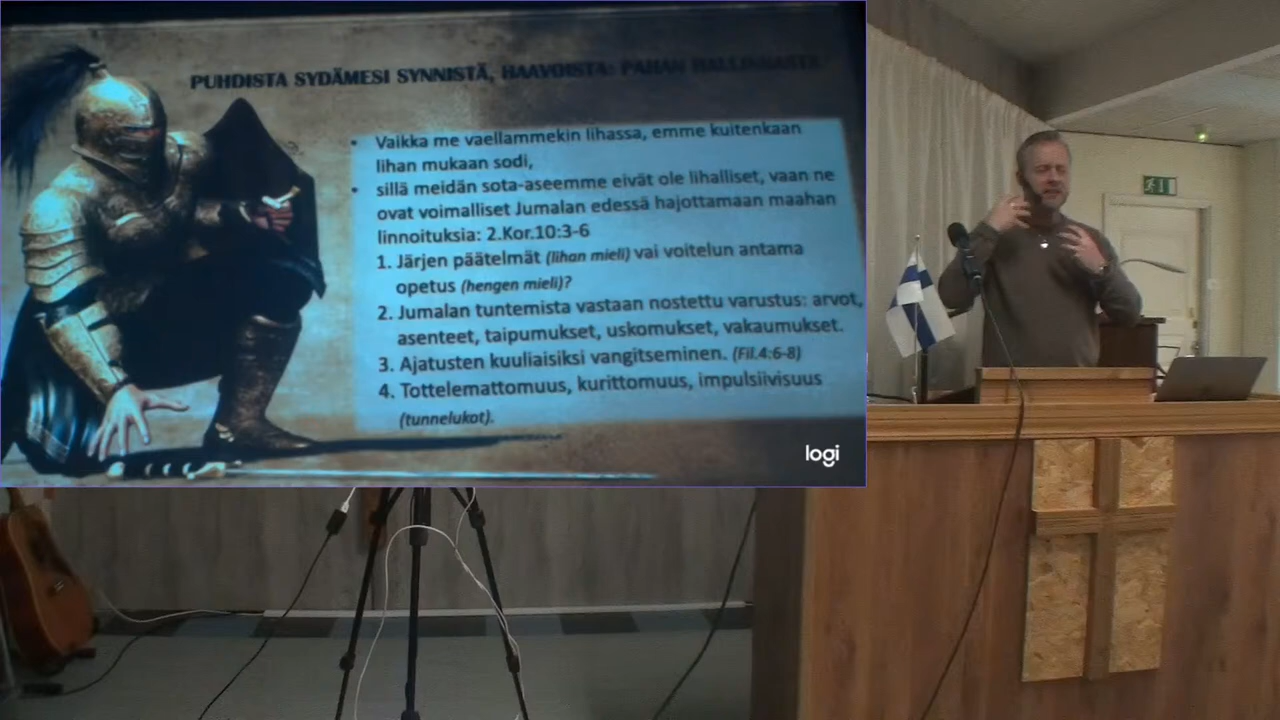 PUHDISTA SYDÄMESI SYNNISTÄ, HAAVOISTA: PAHAN HALLINNASTA
• Vaikka me vaellammekin lihassa, emme kuitenkaan
lihan mukaan sodi,
• sillä meidän sota-aseemme eivät ole lihalliset, vaan ne
ovat voimalliset Jumalan edessä hajottamaan maahan
linnoituksia: 2.Kor.10:3-6
1. Järjen päätelmät (lihan mieli) vai voitelun antama
opetus (hengen mieli)?
2. Jumalan tuntemista vastaan nostettu varustus: arvot,
asenteet, taipumukset, uskomukset, vakaumukset.
3. Ajatusten kuuliaisiksi vangitseminen. (Fil.4:6-8)
4. Tottelemattomuus, kurittomuus, impulsiivisuus
(tunnelukot).
logi